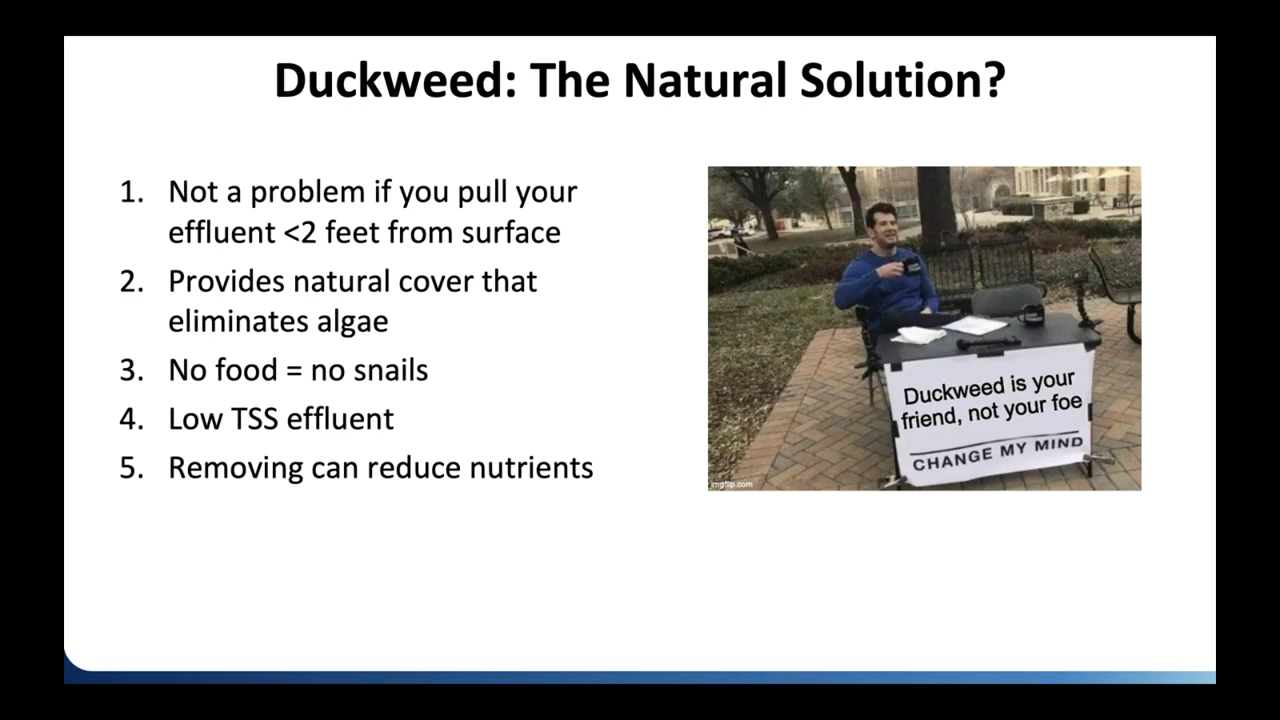 Duckweed: The Natural Solution?
1. Not a problem if you pull your
effluent <2 feet from surface
2. Provides natural cover that
eliminates algae
3. No food = no snails
4. Low TSS effluent
5. Removing can reduce nutrients
Duckweed is your
friend, not your foe
CHANGE MY MIND
imgflip.com